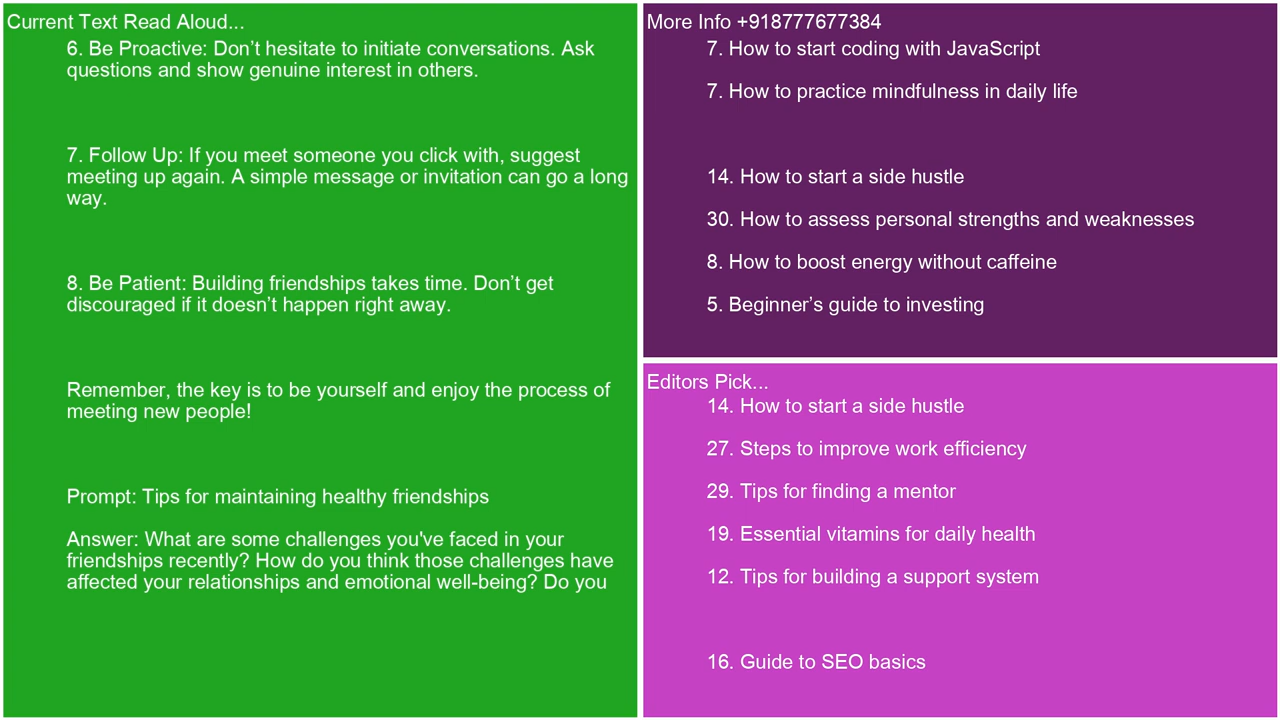 Current Text Read Aloud...
6. Be Proactive: Don’t hesitate to initiate conversations. Ask
questions and show genuine interest in others.
7. Follow Up: If you meet someone you click with, suggest
meeting up again. A simple message or invitation can go a long
way.
8. Be Patient: Building friendships takes time. Don’t get
discouraged if it doesn’t happen right away.
Remember, the key is to be yourself and enjoy the process of
meeting new people!
Prompt: Tips for maintaining healthy friendships
Answer: What are some challenges you've faced in your
friendships recently? How do you think those challenges have
affected your relationships and emotional well-being? Do you
More Info +918777677384
7. How to start coding with JavaScript
7. How to practice mindfulness in daily life
14. How to start a side hustle
30. How to assess personal strengths and weaknesses
8. How to boost energy without caffeine
5. Beginner’s guide to investing
Editors Pick...
14. How to start a side hustle
27. Steps to improve work efficiency
29. Tips for finding a mentor
19. Essential vitamins for daily health
12. Tips for building a support system
16. Guide to SEO basics